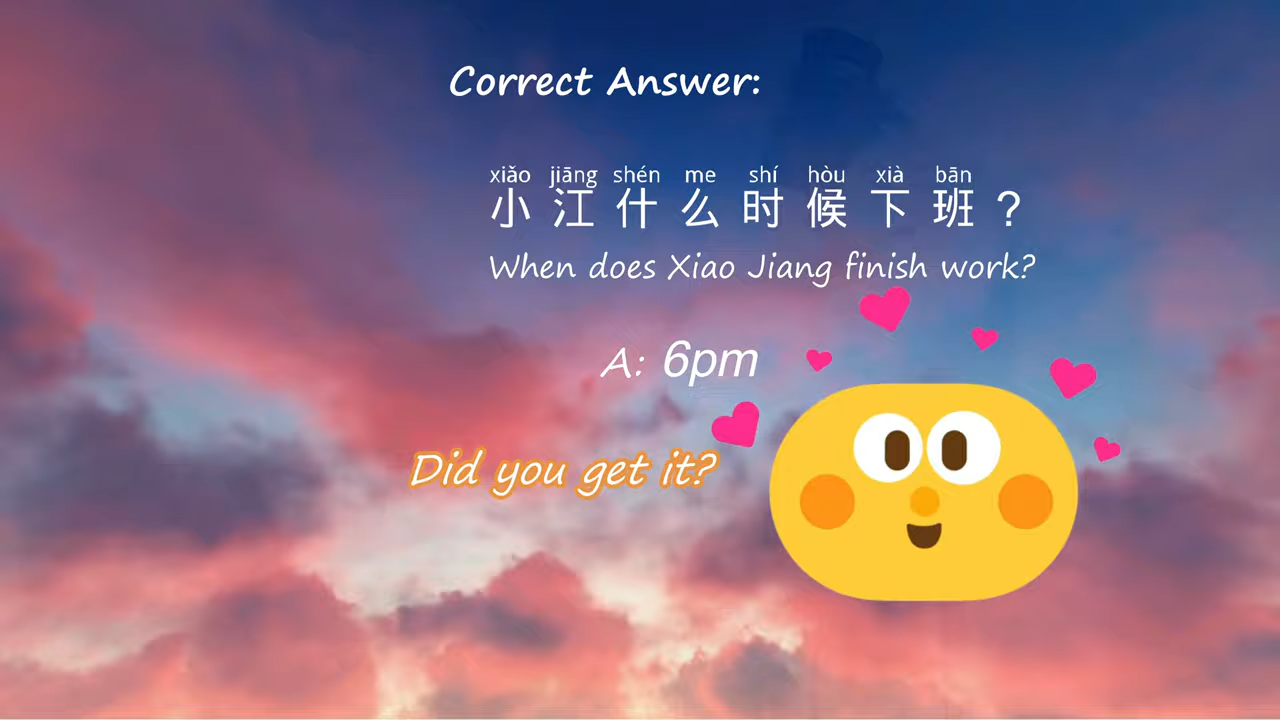 Correct Answer:
xiǎo jiāng shén me shí hòu xià bān
小江什么时候下班？
When does Xiao Jiang finish work?
A: 6pm
Did you get it?